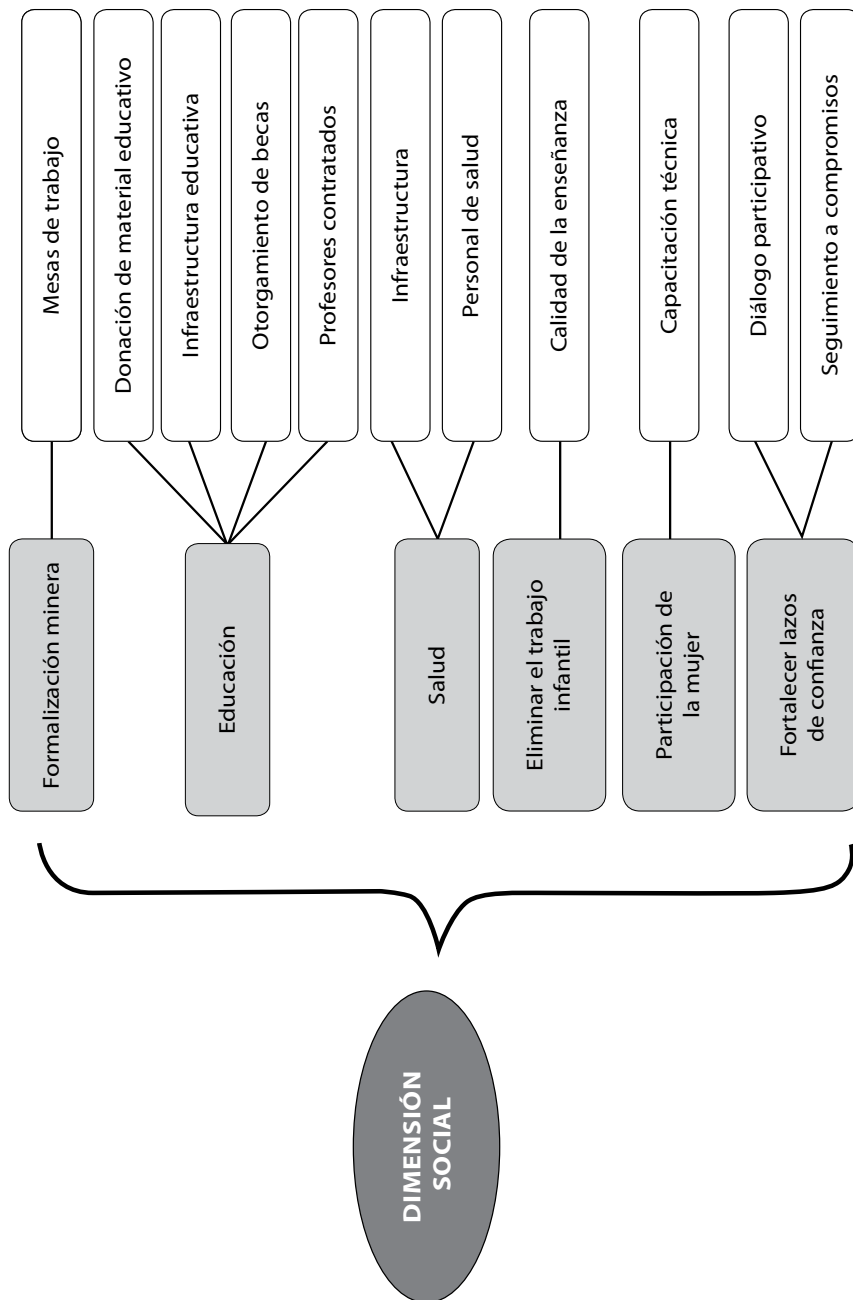 DIMENSIÓN
SOCIAL
Formalización minera
Mesas de trabajo
Educación
Donación de material educativo
Infraestructura educativa
Otorgamiento de becas
Profesores contratados
Salud
Infraestructura
Personal de salud
Eliminar el trabajo
infantil
Calidad de la enseñanza
Participación de
la mujer
Capacitación técnica
Fortalecer lazos
de confianza
Diálogo participativo
Seguimiento a compromisos